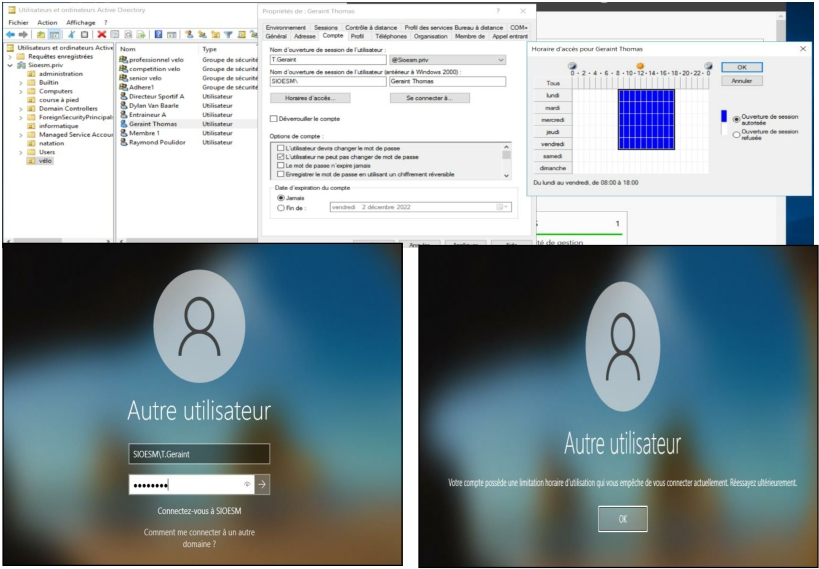 Utilisateurs et ordinateurs Active Directory
Fichier Action Affichage ?
Utilisateurs et ordinateurs Active
Requêtes enregistrées
Sioesm.priv
administration
Builtin
Computers
course à pied
Domain Controllers
ForeignSecurityPrincipals
informatique
Managed Service Accou
natation
Users
vélo
Nom Type
professionnel velo Groupe de sécurité
competition velo Groupe de sécurité
senior velo Groupe de sécurité
Adhere1 Groupe de sécurité
Directeur Sportif A Utilisateur
Dylan Van Baarle Utilisateur
Entraineur A Utilisateur
Geraint Thomas Utilisateur
Membre 1 Utilisateur
Raymond Poulidor Utilisateur
Propriétés de : Geraint Thomas
Environnement Sessions Contrôle à distance Profil des services Bureau à distance COM+
Général Adresse Compte Profil Téléphones Organisation Membre de Appel entrant
Nom d'ouverture de session de l'utilisateur :
T.Geraint @Sioesm.priv
Nom d'ouverture de session de l'utilisateur (antérieur à Windows 2000) :
SIOESM\ Geraint Thomas
Horaires d'accès... Se connecter à...
Déverrouiller le compte
Options de compte :
L'utilisateur devra changer le mot de passe
L'utilisateur ne peut pas changer de mot de passe
Le mot de passe n'expire jamais
Enregistrer le mot de passe en utilisant un chiffrement réversible
Date d'expiration du compte
Jamais
Fin de : vendredi 2 décembre 2022
Horaire d'accès pour Geraint Thomas
0 · 2 · 4 · 6 · 8 · 10 · 12 · 14 · 16 · 18 · 20 · 22 · 0
Tous
lundi
mardi
mercredi
jeudi
vendredi
samedi
dimanche
OK
Annuler
Ouverture de session autorisée
Ouverture de session refusée
Du lundi au vendredi, de 08:00 à 18:00
1
té de gestion
Autre utilisateur
SIOESM\T.Geraint
Connectez-vous à SIOESM
Comment me connecter à un autre
domaine ?
Autre utilisateur
Votre compte possède une limitation horaire d'utilisation qui vous empêche de vous connecter actuellement. Réessayez ultérieurement.
OK